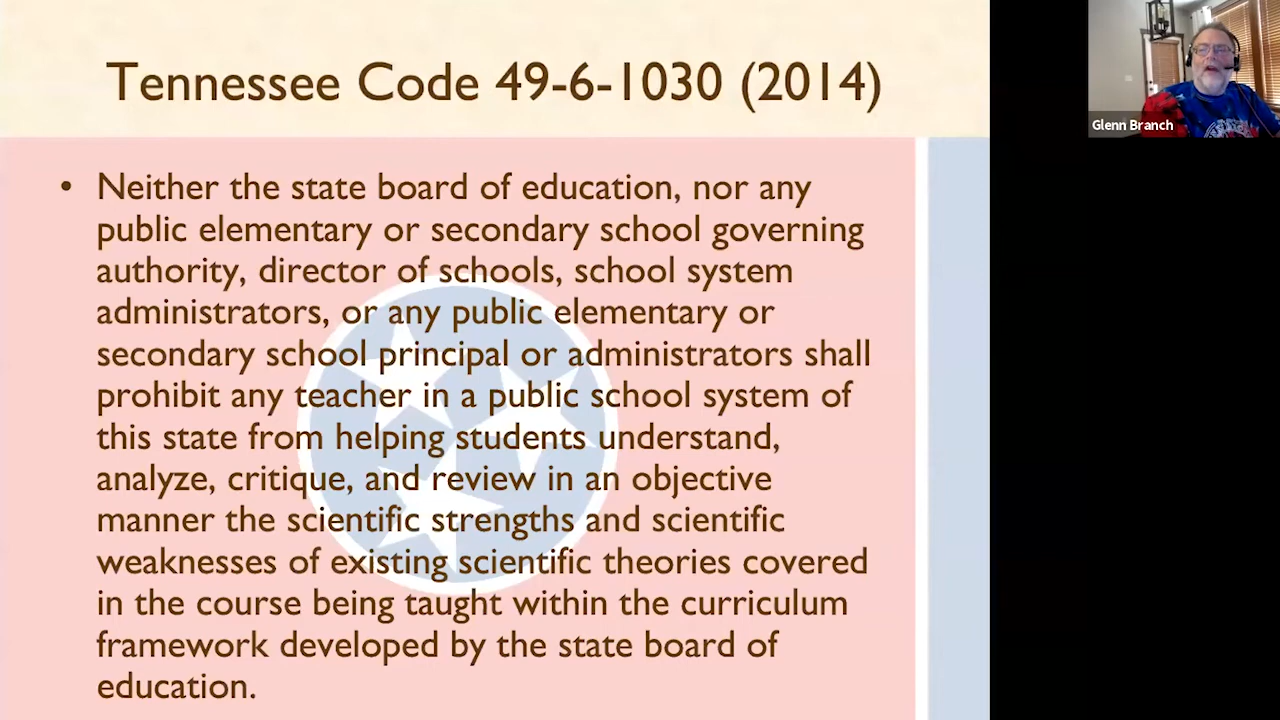 Tennessee Code 49-6-1030 (2014)
• Neither the state board of education, nor any
public elementary or secondary school governing
authority, director of schools, school system
administrators, or any public elementary or
secondary school principal or administrators shall
prohibit any teacher in a public school system of
this state from helping students understand,
analyze, critique, and review in an objective
manner the scientific strengths and scientific
weaknesses of existing scientific theories covered
in the course being taught within the curriculum
framework developed by the state board of
education.
Glenn Branch